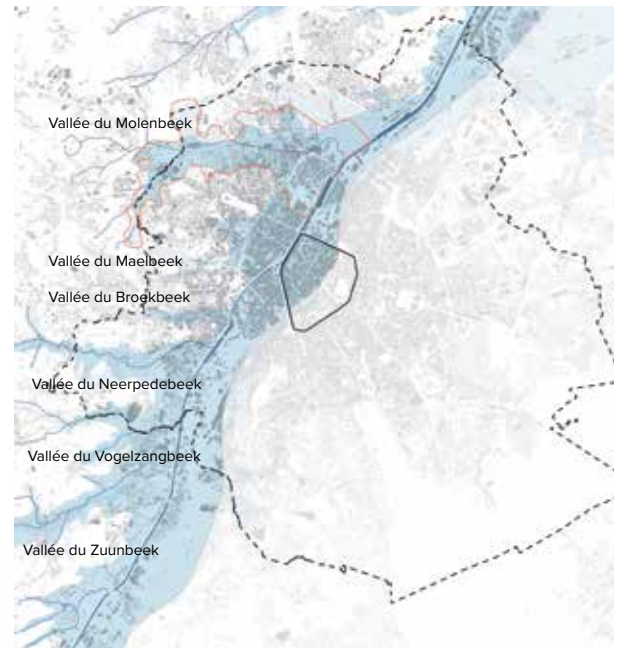 Vallée du Molenbeek
Vallée du Maelbeek
Vallée du Broekbeek
Vallée du Neerpedebeek
Vallée du Vogelzangbeek
Vallée du Zuunbeek